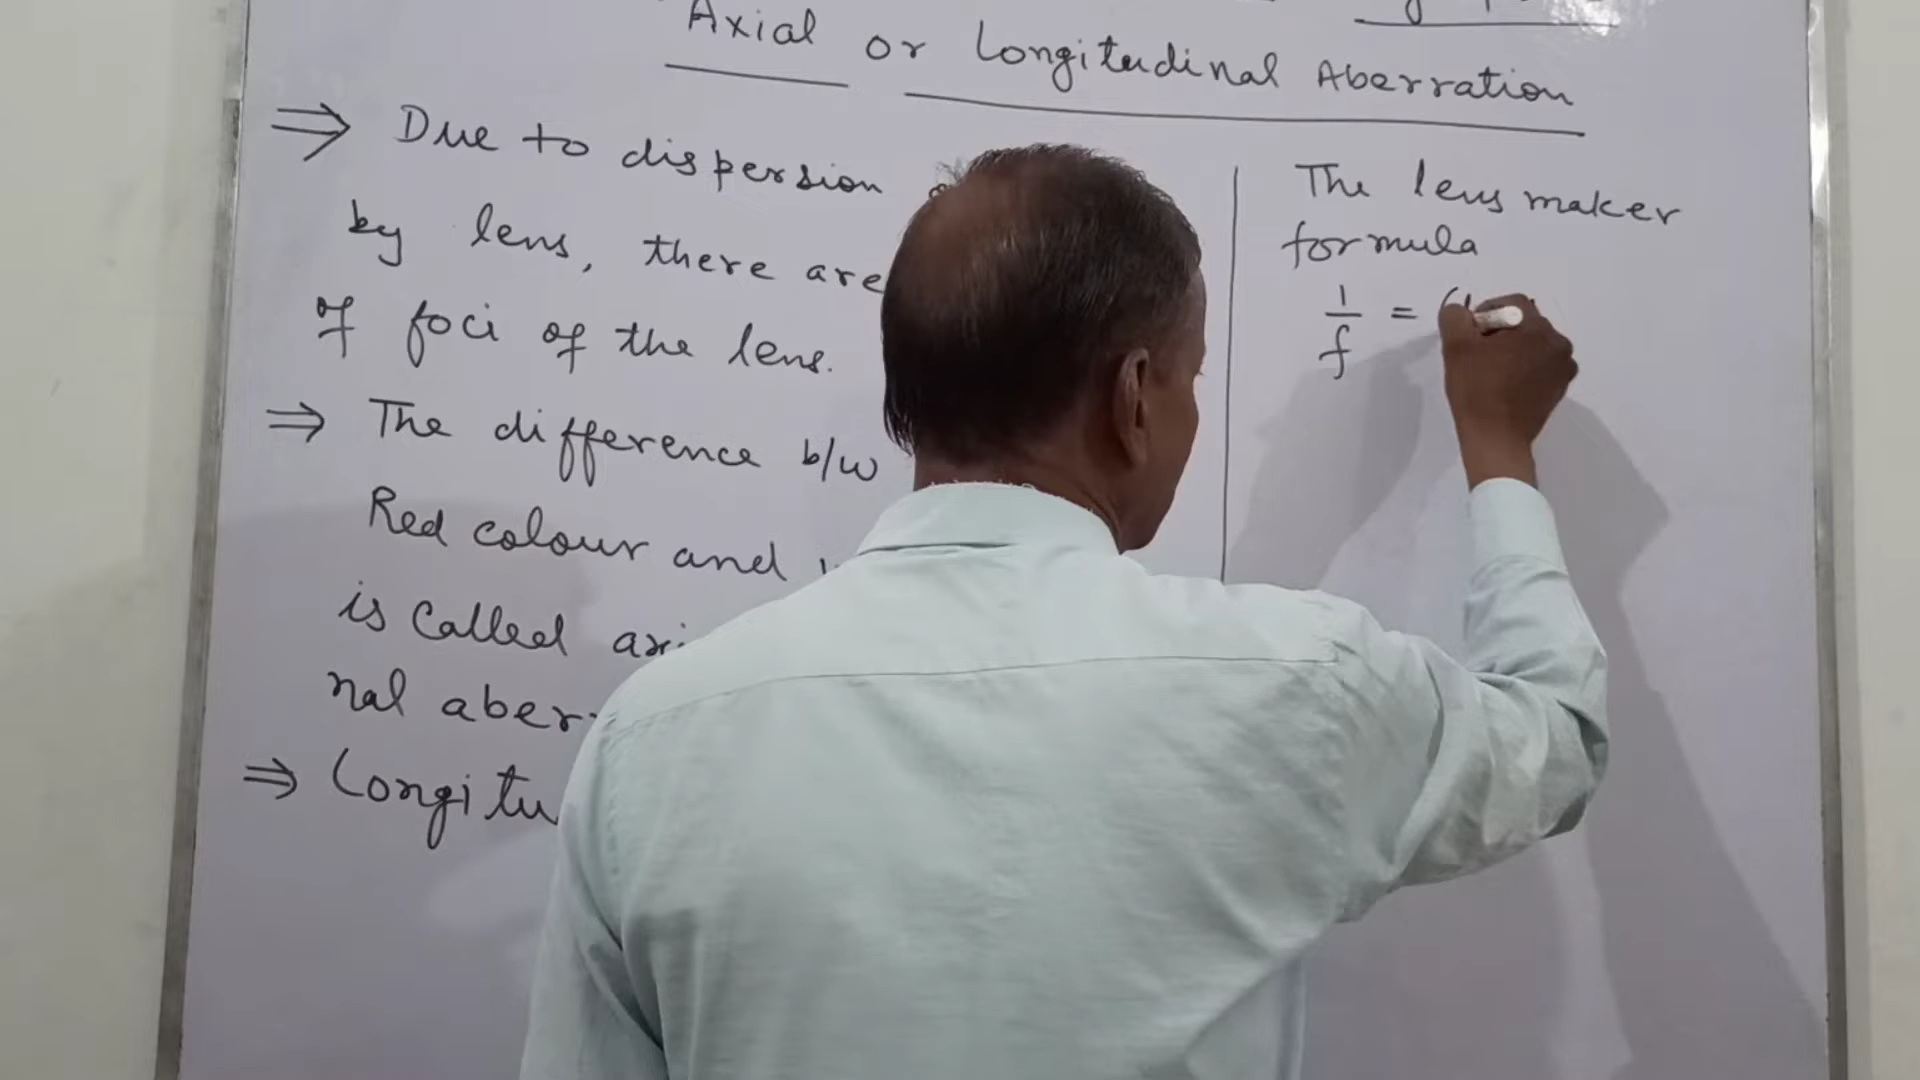 Axial or Longitudinal Aberration
⇒ Due to dispersion
by lens, there are
of foci of the lens.
⇒ The difference b/w
Red colour and
is called axi
nal aber
⇒ Longitu
The lens maker
formula
1/f = (